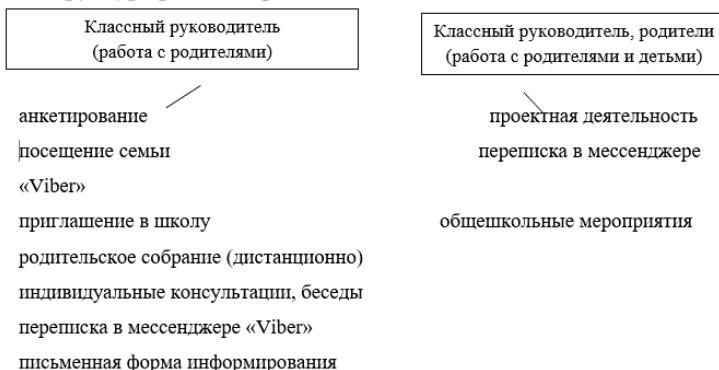 Классный руководитель
(работа с родителями)
Классный руководитель, родители
(работа с родителями и детьми)
анкетирование
проектная деятельность
посещение семьи
переписка в мессенджере
«Viber»
приглашение в школу
общешкольные мероприятия
родительское собрание (дистанционно)
индивидуальные консультации, беседы
переписка в мессенджере «Viber»
письменная форма информирования